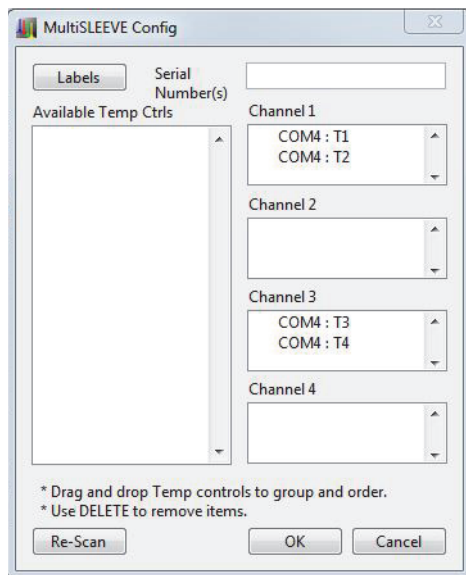 MultiSLEEVE Config
Labels
Serial
Number(s)
Available Temp Ctrls
Channel 1
COM4 : T1
COM4 : T2
Channel 2
Channel 3
COM4 : T3
COM4 : T4
Channel 4
* Drag and drop Temp controls to group and order.
* Use DELETE to remove items.
Re-Scan
OK
Cancel